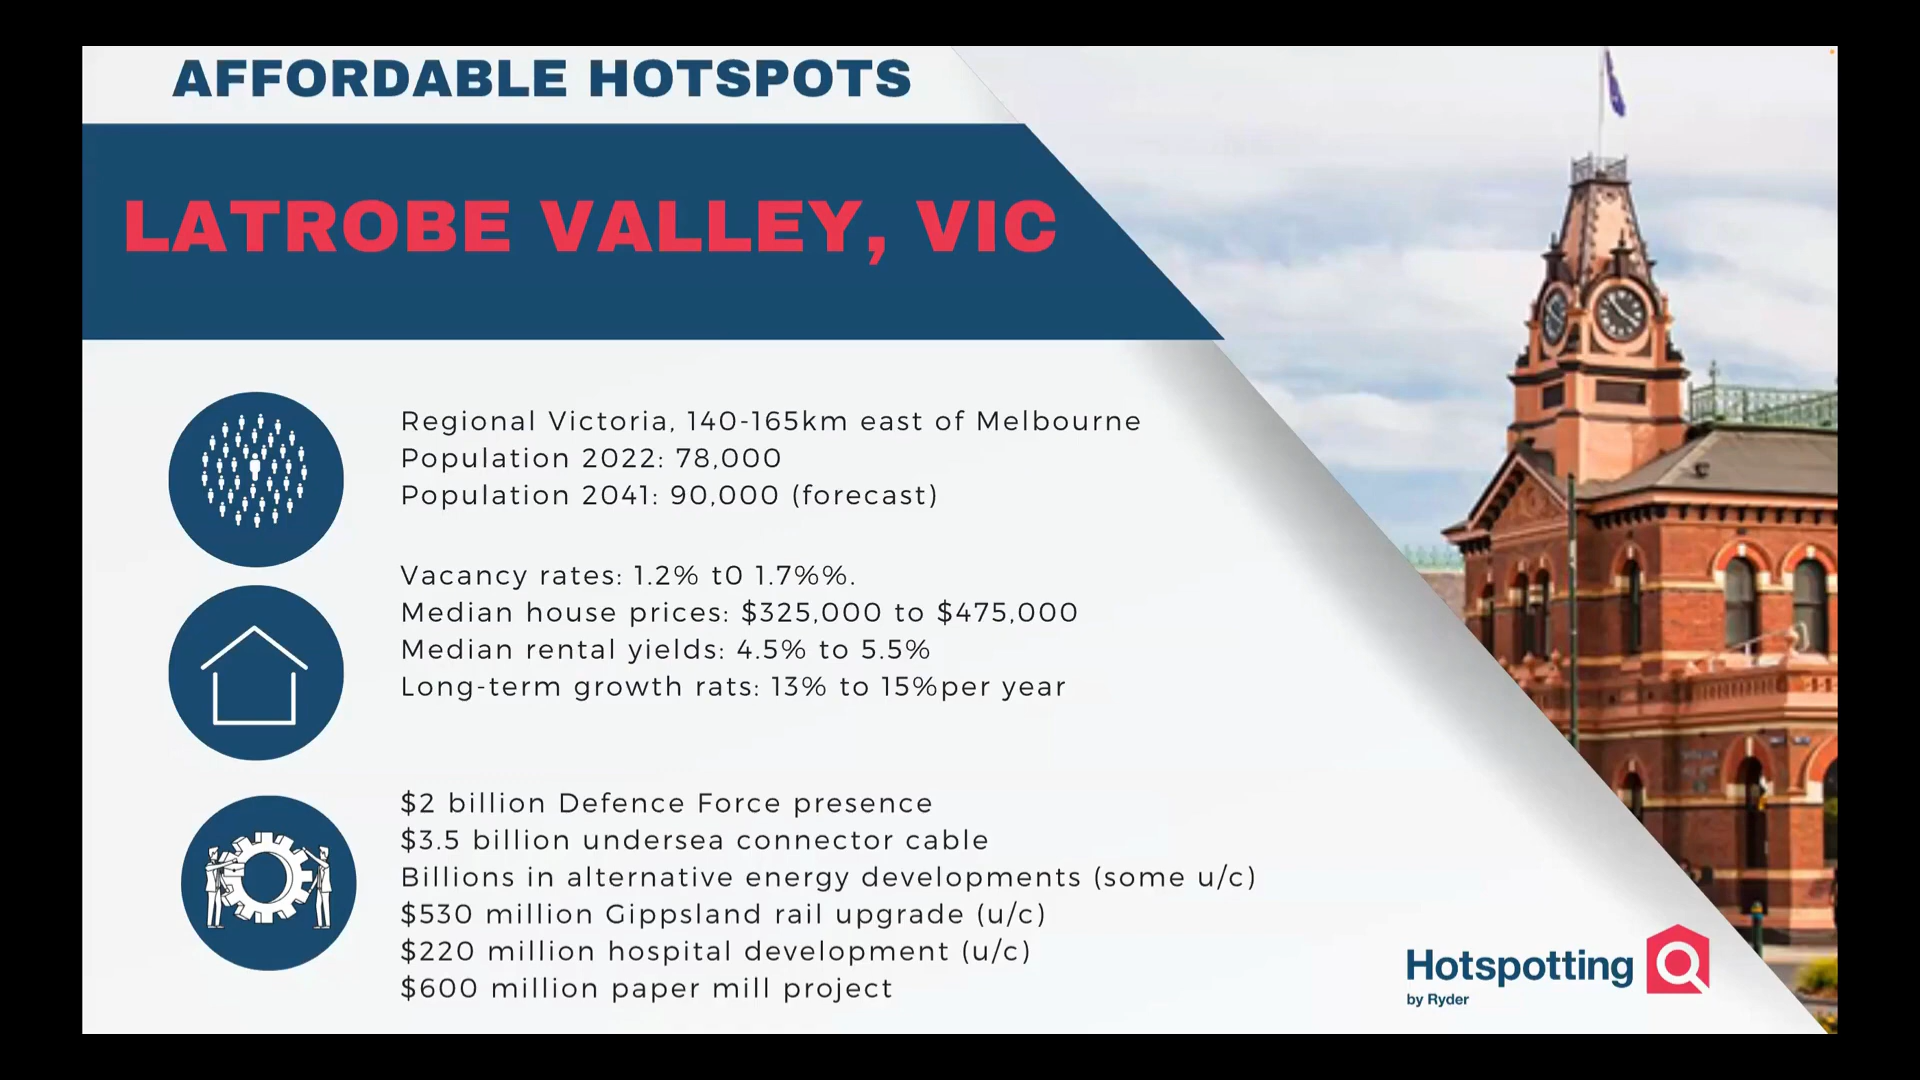 AFFORDABLE HOTSPOTS
LATROBE VALLEY, VIC
Regional Victoria, 140-165km east of Melbourne
Population 2022: 78,000
Population 2041: 90,000 (forecast)
Vacancy rates: 1.2% t0 1.7%%.
Median house prices: $325,000 to $475,000
Median rental yields: 4.5% to 5.5%
Long-term growth rats: 13% to 15%per year
$2 billion Defence Force presence
$3.5 billion undersea connector cable
Billions in alternative energy developments (some u/c)
$530 million Gippsland rail upgrade (u/c)
$220 million hospital development (u/c)
$600 million paper mill project
Hotspotting
by Ryder